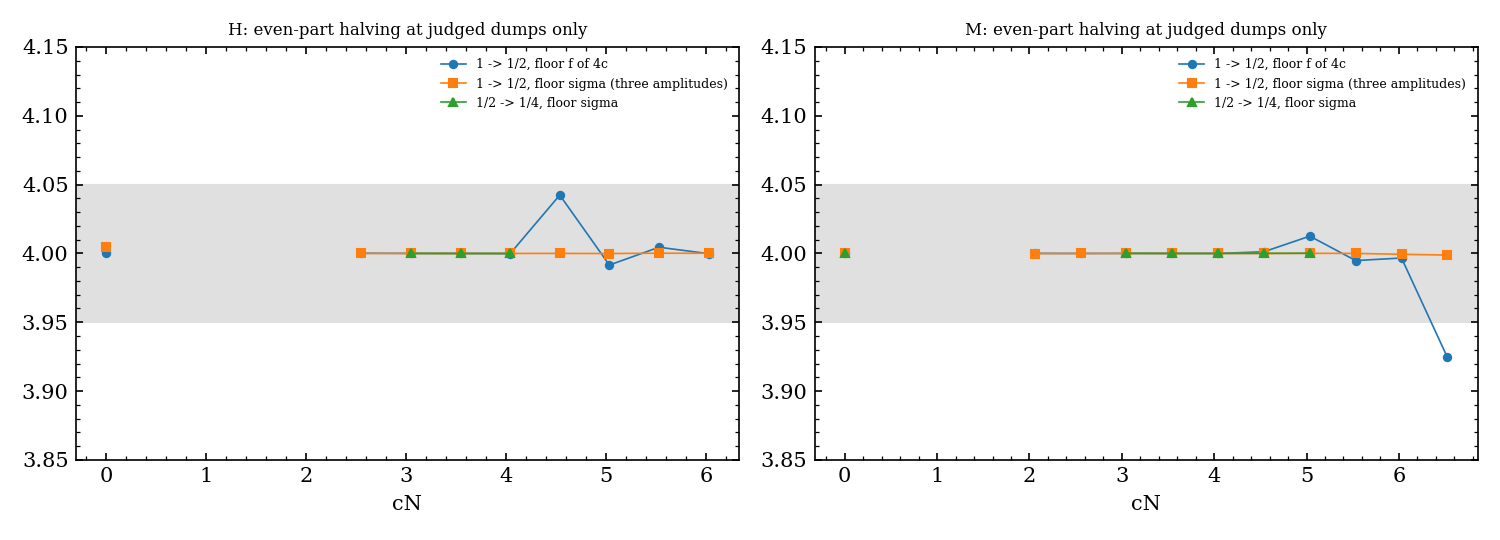 H: even-part halving at judged dumps only
4.15
4.10
4.05
4.00
3.95
3.90
3.85
1 -> 1/2, floor f of 4c
1 -> 1/2, floor sigma (three amplitudes)
1/2 -> 1/4, floor sigma
0 1 2 3 4 5 6
cN
M: even-part halving at judged dumps only
4.15
4.10
4.05
4.00
3.95
3.90
3.85
1 -> 1/2, floor f of 4c
1 -> 1/2, floor sigma (three amplitudes)
1/2 -> 1/4, floor sigma
0 1 2 3 4 5 6
cN